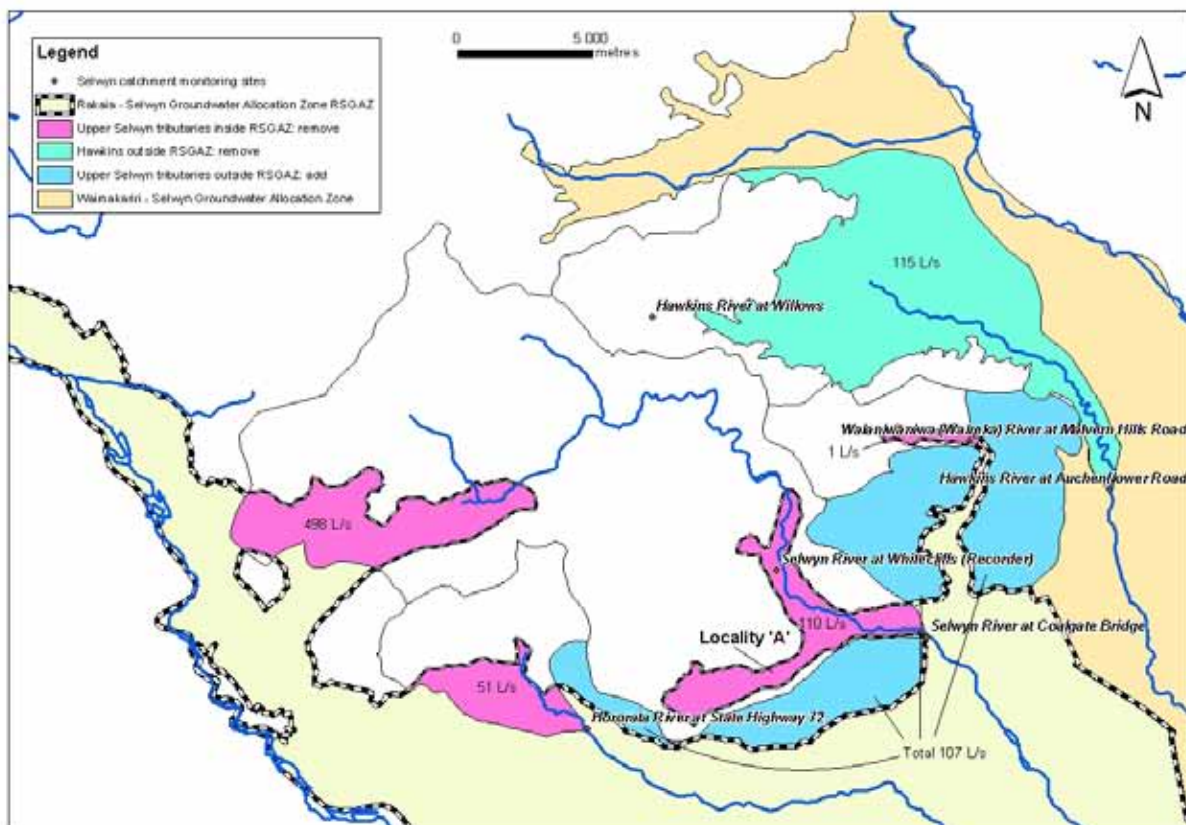 Legend
Selwyn catchment monitoring sites
Rakaia - Selwyn Groundwater Allocation Zone RSGAZ
Upper Selwyn tributaries inside RSGAZ: remove
Hawkins outside RSGAZ: remove
Upper Selwyn tributaries outside RSGAZ: add
Waimakariri - Selwyn Groundwater Allocation Zone
0 5 000
metres
N
115 L/s
Hawkins River at Willows
Waianiwaniwa (Waireka) River at Malvern Hills Road
1 L/s
Hawkins River at Auchenflower Road
498 L/s
Selwyn River at Whitecliffs (Recorder)
110 L/s
Selwyn River at Coalgate Bridge
Locality 'A'
51 L/s
Hororata River at State Highway 72
Total 107 L/s